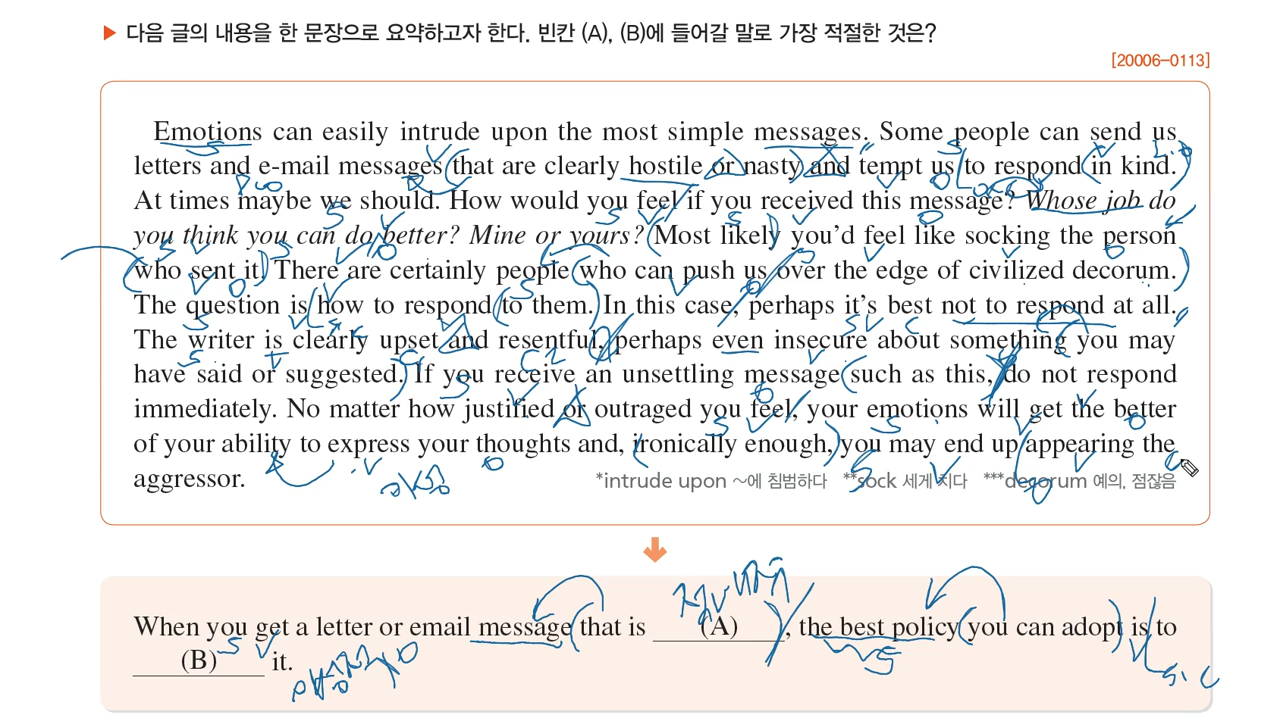 ▶ 다음 글의 내용을 한 문장으로 요약하고자 한다. 빈칸 (A), (B)에 들어갈 말로 가장 적절한 것은?
[20006-0113]
Emotions can easily intrude upon the most simple messages. Some people can send us
letters and e-mail messages that are clearly hostile or nasty and tempt us to respond in kind.
At times maybe we should. How would you feel if you received this message? Whose job do
you think you can do better? Mine or yours? Most likely you'd feel like socking the person
who sent it. There are certainly people who can push us over the edge of civilized decorum.
The question is how to respond to them. In this case, perhaps it's best not to respond at all.
The writer is clearly upset and resentful, perhaps even insecure about something you may
have said or suggested. If you receive an unsettling message such as this, do not respond
immediately. No matter how justified or outraged you feel, your emotions will get the better
of your ability to express your thoughts and, ironically enough, you may end up appearing the
aggressor.
*intrude upon ~에 침범하다 **sock 세게 치다 ***decorum 예의, 점잖음
When you get a letter or email message that is (A), the best policy you can adopt is to
(B) it.